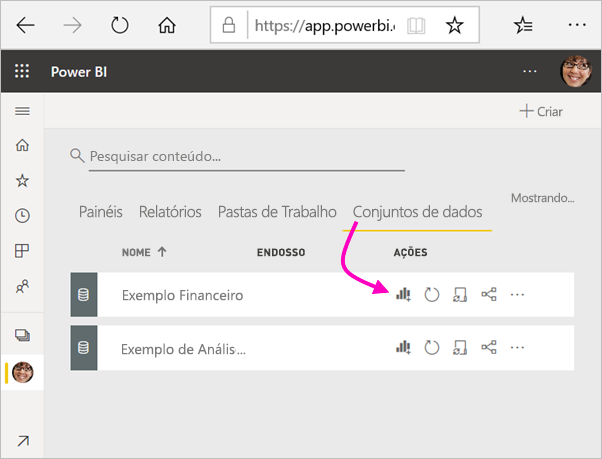 https://app.powerbi.c
Power BI
Criar
Pesquisar conteúdo...
Painéis Relatórios Pastas de Trabalho Conjuntos de dados Mostrando...
NOME ENDOSSO AÇÕES
Exemplo Financeiro
Exemplo de Anális...